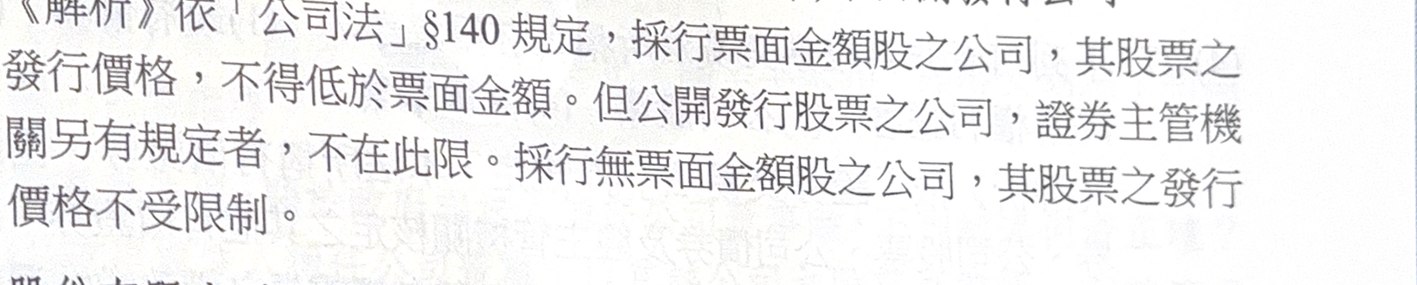 《解析》依「公司法」§140 規定，採行票面金額股之公司，其股票之
發行價格，不得低於票面金額。但公開發行股票之公司，證券主管機
關另有規定者，不在此限。採行無票面金額股之公司，其股票之發行
價格不受限制。